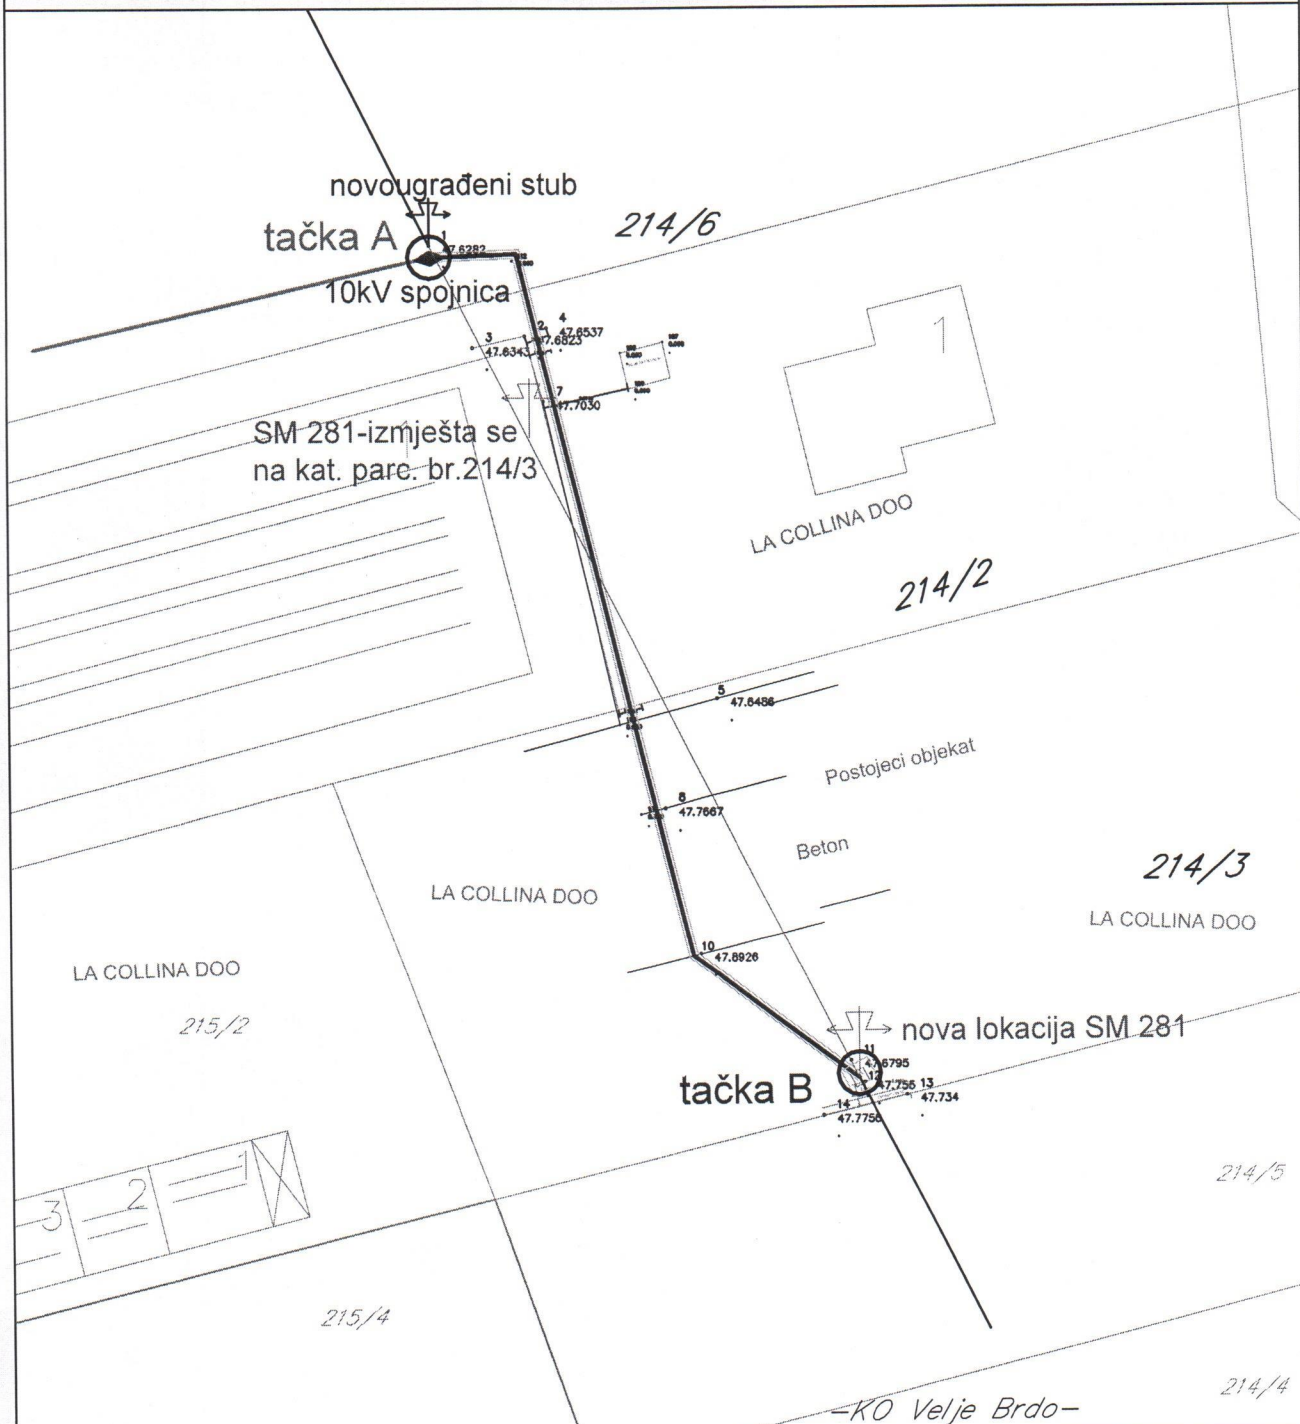 novougrađeni stub
214/6
tačka A
1
47.6282
10kV spojnica
4
47.6537
2
47.6823
3
47.6343
1
7
47.7030
SM 281-izmješta se
na kat. parc. br.214/3
1
LA COLLINA DOO
214/2
5
47.6486
Postojeci objekat
8
47.7667
Beton
214/3
LA COLLINA DOO
LA COLLINA DOO
10
47.8926
LA COLLINA DOO
215/2
nova lokacija SM 281
11
47.6795
12
47.756
13
47.734
tačka B
14
47.7756
214/5
1
2
3
215/4
214/4
-KO Velje Brdo-